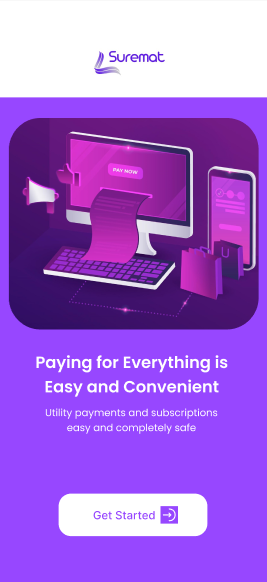 Suremat
PAY NOW
Paying for Everything is
Easy and Convenient
Utility payments and subscriptions
easy and completely safe
Get Started